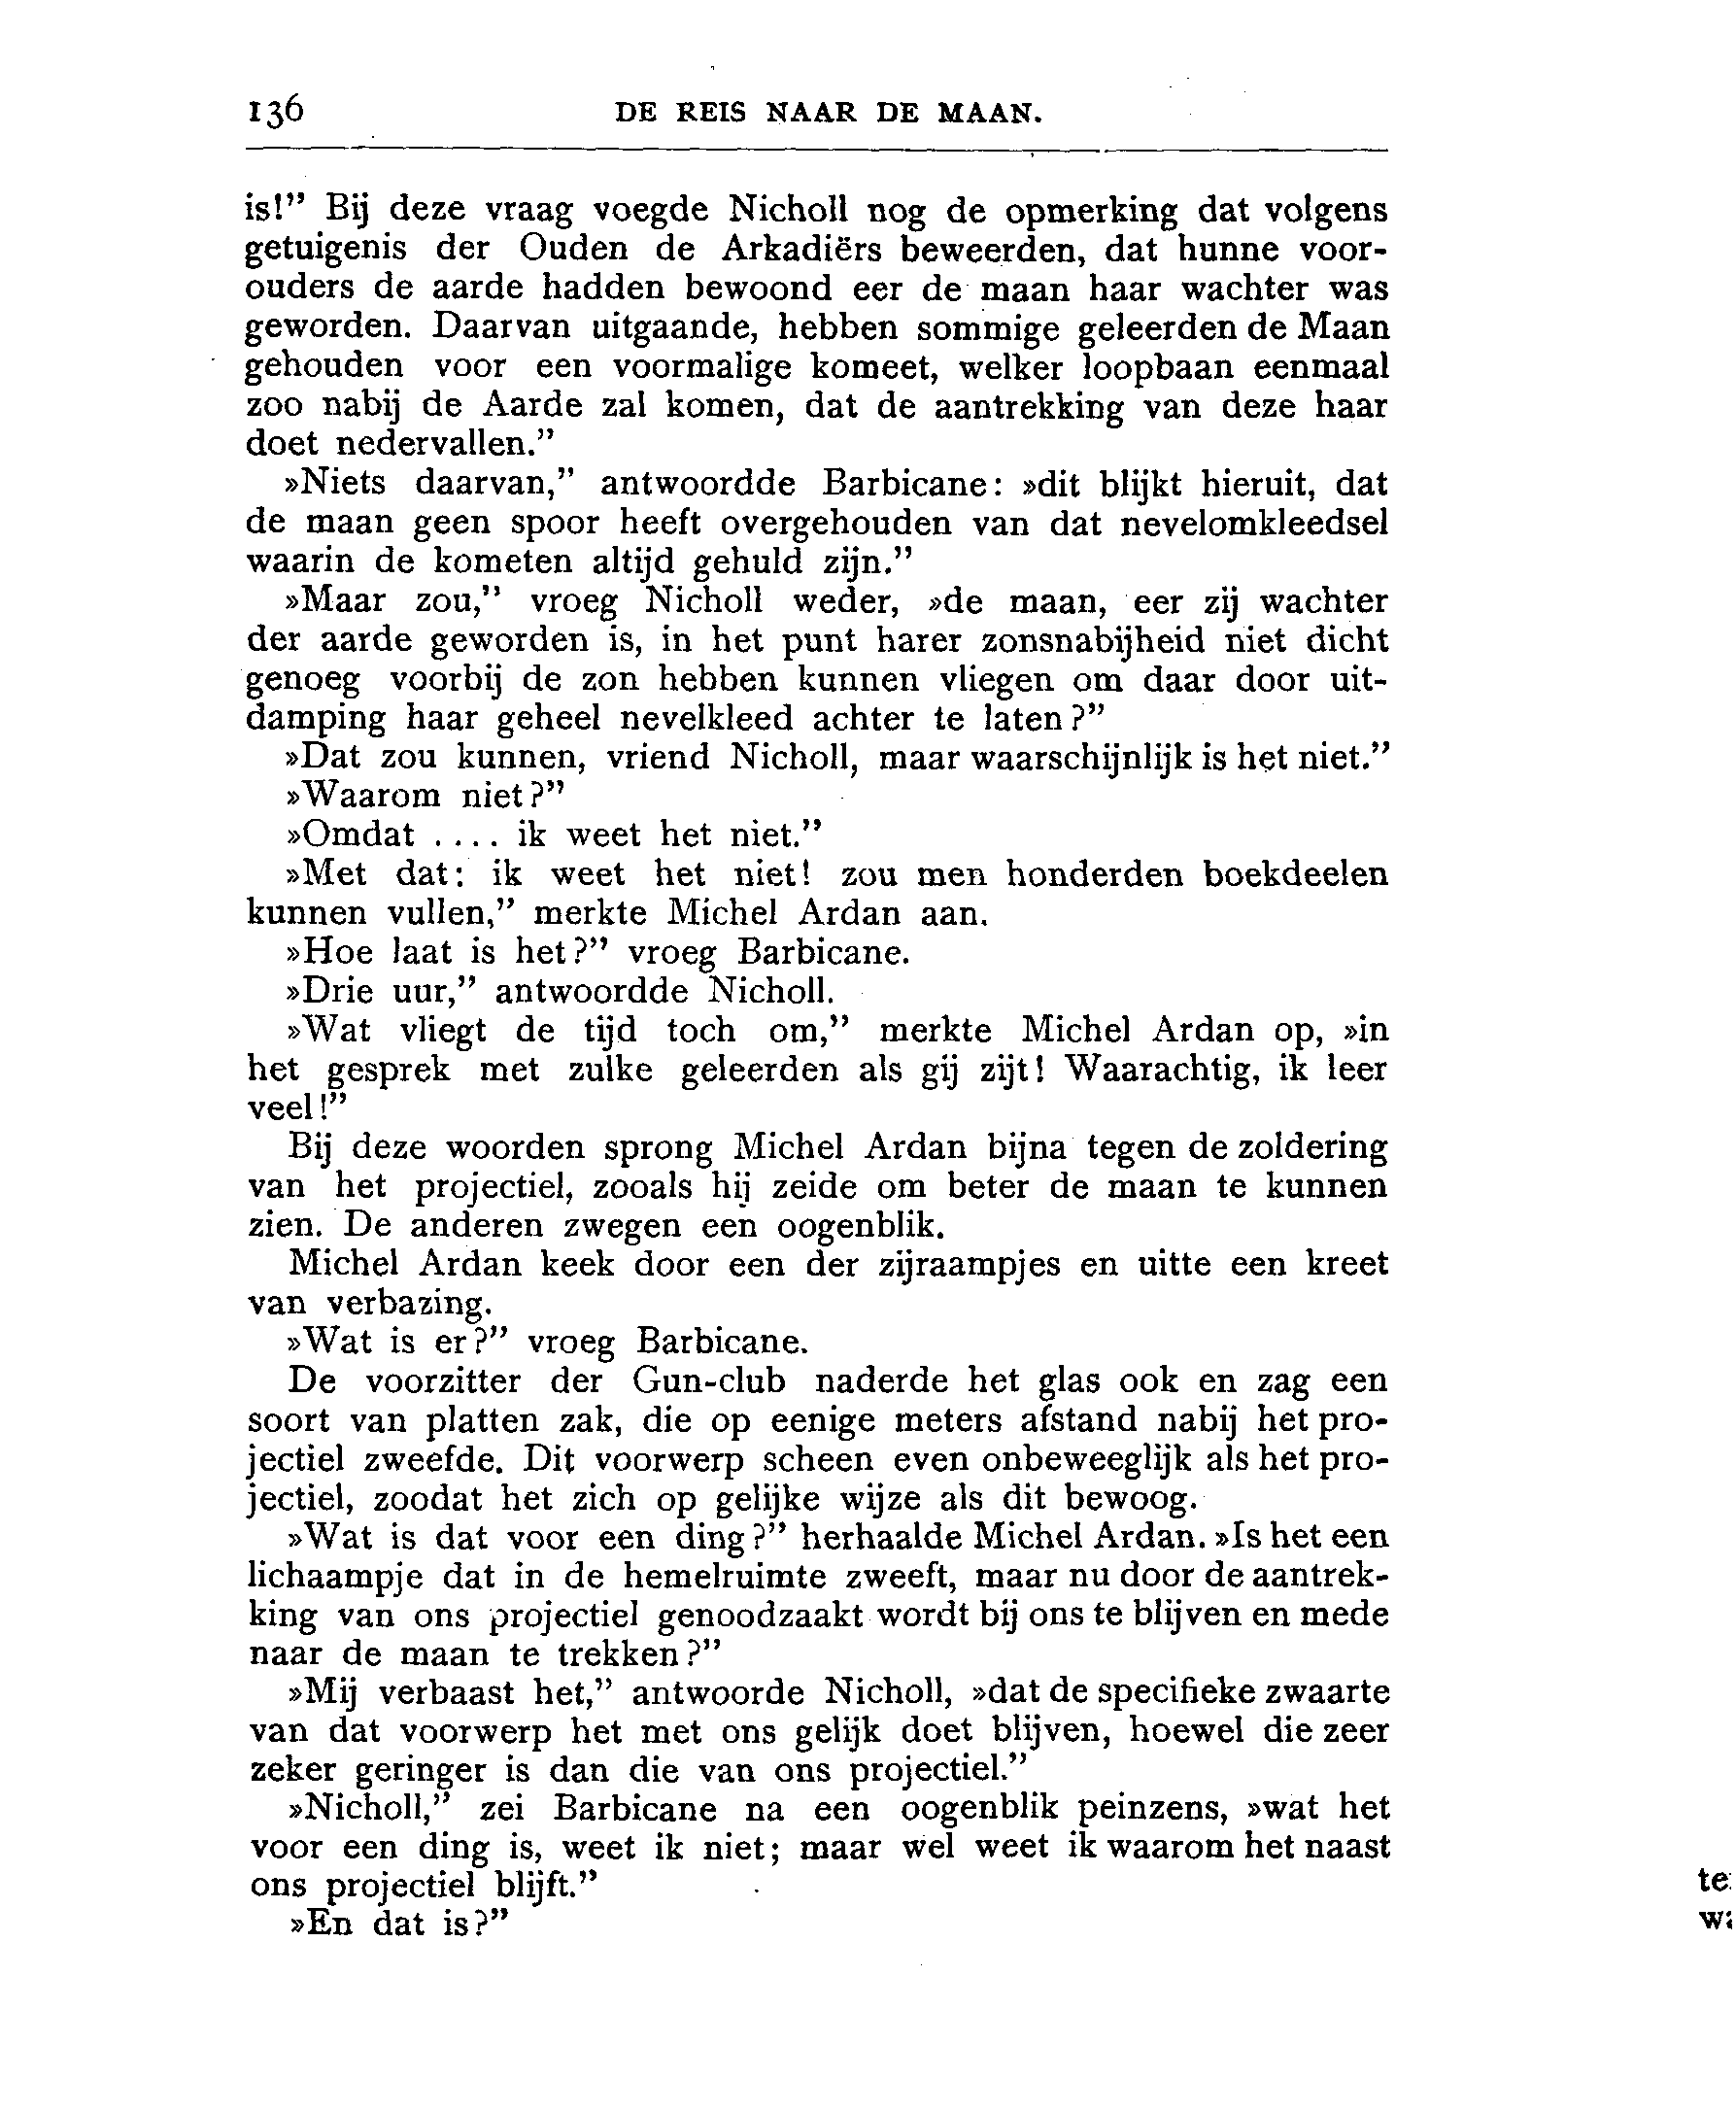 136 DE REIS NAAR DE MAAN.
is!” Bij deze vraag voegde Nicholl nog de opmerking dat volgens
getuigenis der Ouden de Arkadiërs beweerden, dat hunne voor-
ouders de aarde hadden bewoond eer de maan haar wachter was
geworden. Daarvan uitgaande, hebben sommige geleerden de Maan
gehouden voor een voormalige komeet, welker loopbaan eenmaal
zoo nabij de Aarde zal komen, dat de aantrekking van deze haar
doet nedervallen.”
»Niets daarvan,” antwoordde Barbicane: »dit blijkt hieruit, dat
de maan geen spoor heeft overgehouden van dat nevelomkleedsel
waarin de kometen altijd gehuld zijn.”
»Maar zou,” vroeg Nicholl weder, »de maan, eer zij wachter
der aarde geworden is, in het punt harer zonsnabijheid niet dicht
genoeg voorbij de zon hebben kunnen vliegen om daar door uit-
damping haar geheel nevelkleed achter te laten?”
»Dat zou kunnen, vriend Nicholl, maar waarschijnlijk is het niet.”
»Waarom niet?”
»Omdat .... ik weet het niet.”
»Met dat: ik weet het niet! zou men honderden boekdeelen
kunnen vullen,” merkte Michel Ardan aan.
»Hoe laat is het?” vroeg Barbicane.
»Drie uur,” antwoordde Nicholl.
»Wat vliegt de tijd toch om,” merkte Michel Ardan op, »in
het gesprek met zulke geleerden als gij zijt! Waarachtig, ik leer
veel!”
Bij deze woorden sprong Michel Ardan bijna tegen de zoldering
van het projectiel, zooals hij zeide om beter de maan te kunnen
zien. De anderen zwegen een oogenblik.
Michel Ardan keek door een der zijraampjes en uitte een kreet
van verbazing.
»Wat is er?” vroeg Barbicane.
De voorzitter der Gun-club naderde het glas ook en zag een
soort van platten zak, die op eenige meters afstand nabij het pro-
jectiel zweefde. Dit voorwerp scheen even onbeweeglijk als het pro-
jectiel, zoodat het zich op gelijke wijze als dit bewoog.
»Wat is dat voor een ding?” herhaalde Michel Ardan. »Is het een
lichaampje dat in de hemelruimte zweeft, maar nu door de aantrek-
king van ons projectiel genoodzaakt wordt bij ons te blijven en mede
naar de maan te trekken?”
»Mij verbaast het,” antwoorde Nicholl, »dat de specifieke zwaarte
van dat voorwerp het met ons gelijk doet blijven, hoewel die zeer
zeker geringer is dan die van ons projectiel.”
»Nicholl,” zei Barbicane na een oogenblik peinzens, »wat het
voor een ding is, weet ik niet; maar wel weet ik waarom het naast
ons projectiel blijft.”
»En dat is?”